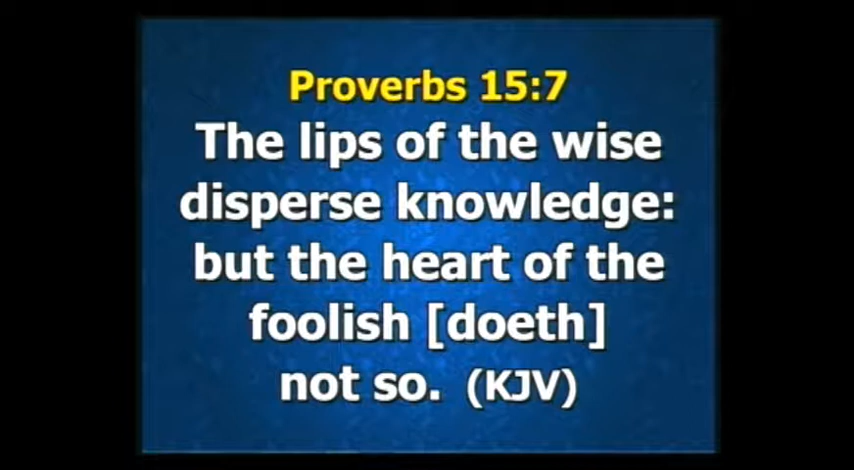 Proverbs 15:7
The lips of the wise
disperse knowledge:
but the heart of the
foolish [doeth]
not so. (KJV)